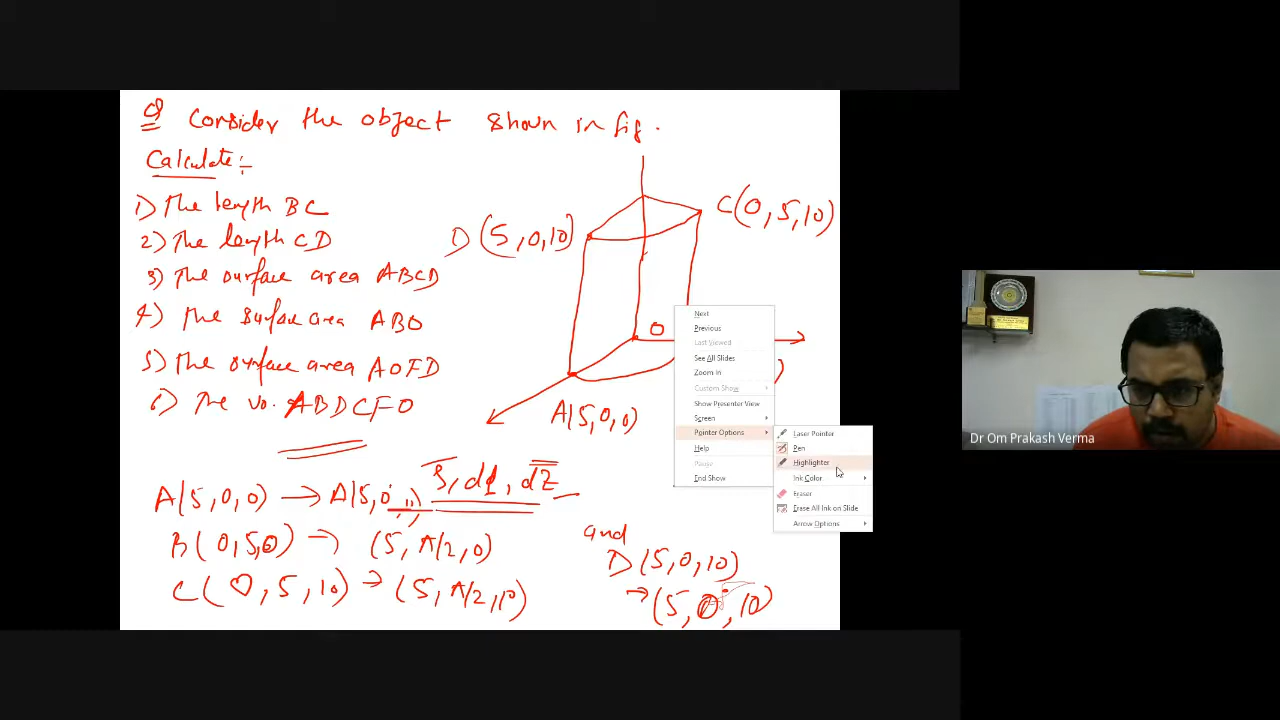 Q Consider the object shown in fig.
Calculate:-
1) The length BC
2) The length CD
3) The surface area ABCD
4) The surface area ABO
5) The surface area AOFD
6) The vo. ABDCFO
C(0,5,10)
D(5,0,10)
O
A(5,0,0)
A(5,0,0) → A(5,0
ρ, dϕ, dz
B(0,5,0) → (5, π/2, 0)
C(0,5,10) → (5, π/2, 10)
and
D(5,0,10)
→ (5,0,10)
Next
Previous
Last Viewed
See All Slides
Zoom In
Custom Show
Show Presenter View
Screen
Pointer Options
Help
Pause
End Show
Laser Pointer
Pen
Highlighter
Ink Color
Eraser
Erase All Ink on Slide
Arrow Options
Dr Om Prakash Verma